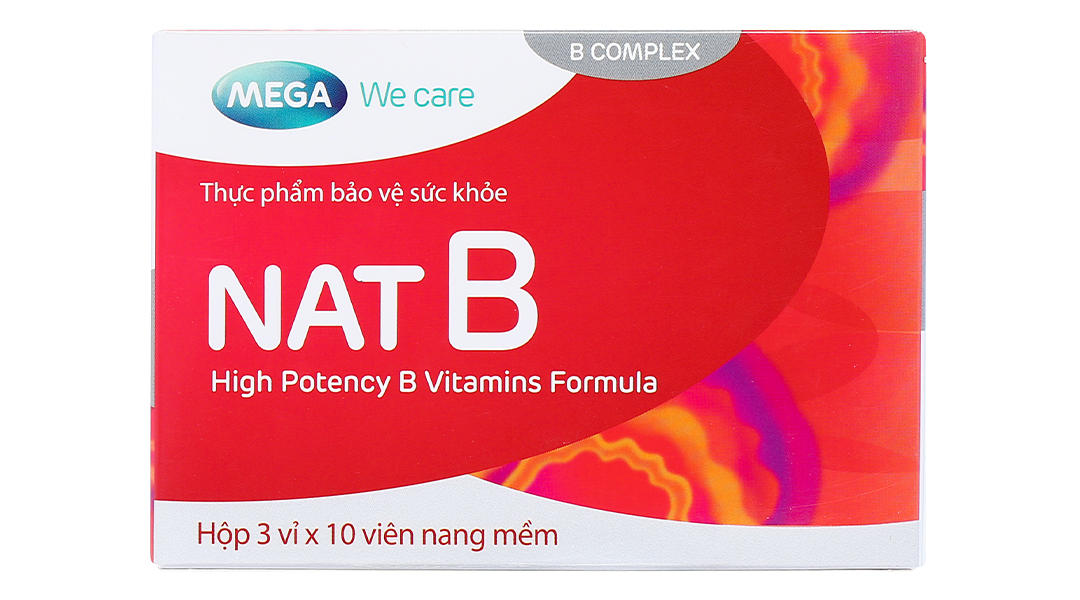 B COMPLEX
MEGA We care
Thực phẩm bảo vệ sức khỏe
NAT B
High Potency B Vitamins Formula
Hộp 3 vỉ x 10 viên nang mềm